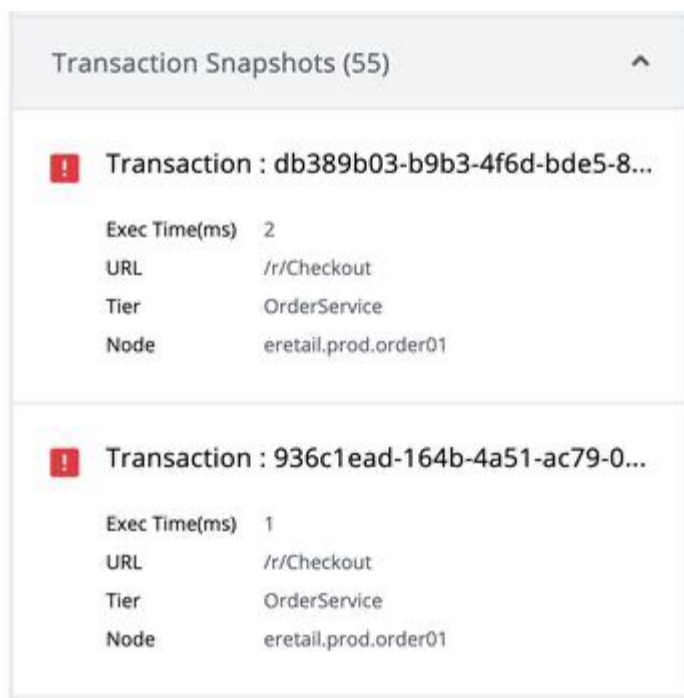 Transaction Snapshots (55)
Transaction : db389b03-b9b3-4f6d-bde5-8...
Exec Time(ms) 2
URL /r/Checkout
Tier OrderService
Node eretail.prod.order01
Transaction : 936c1ead-164b-4a51-ac79-0...
Exec Time(ms) 1
URL /r/Checkout
Tier OrderService
Node eretail.prod.order01